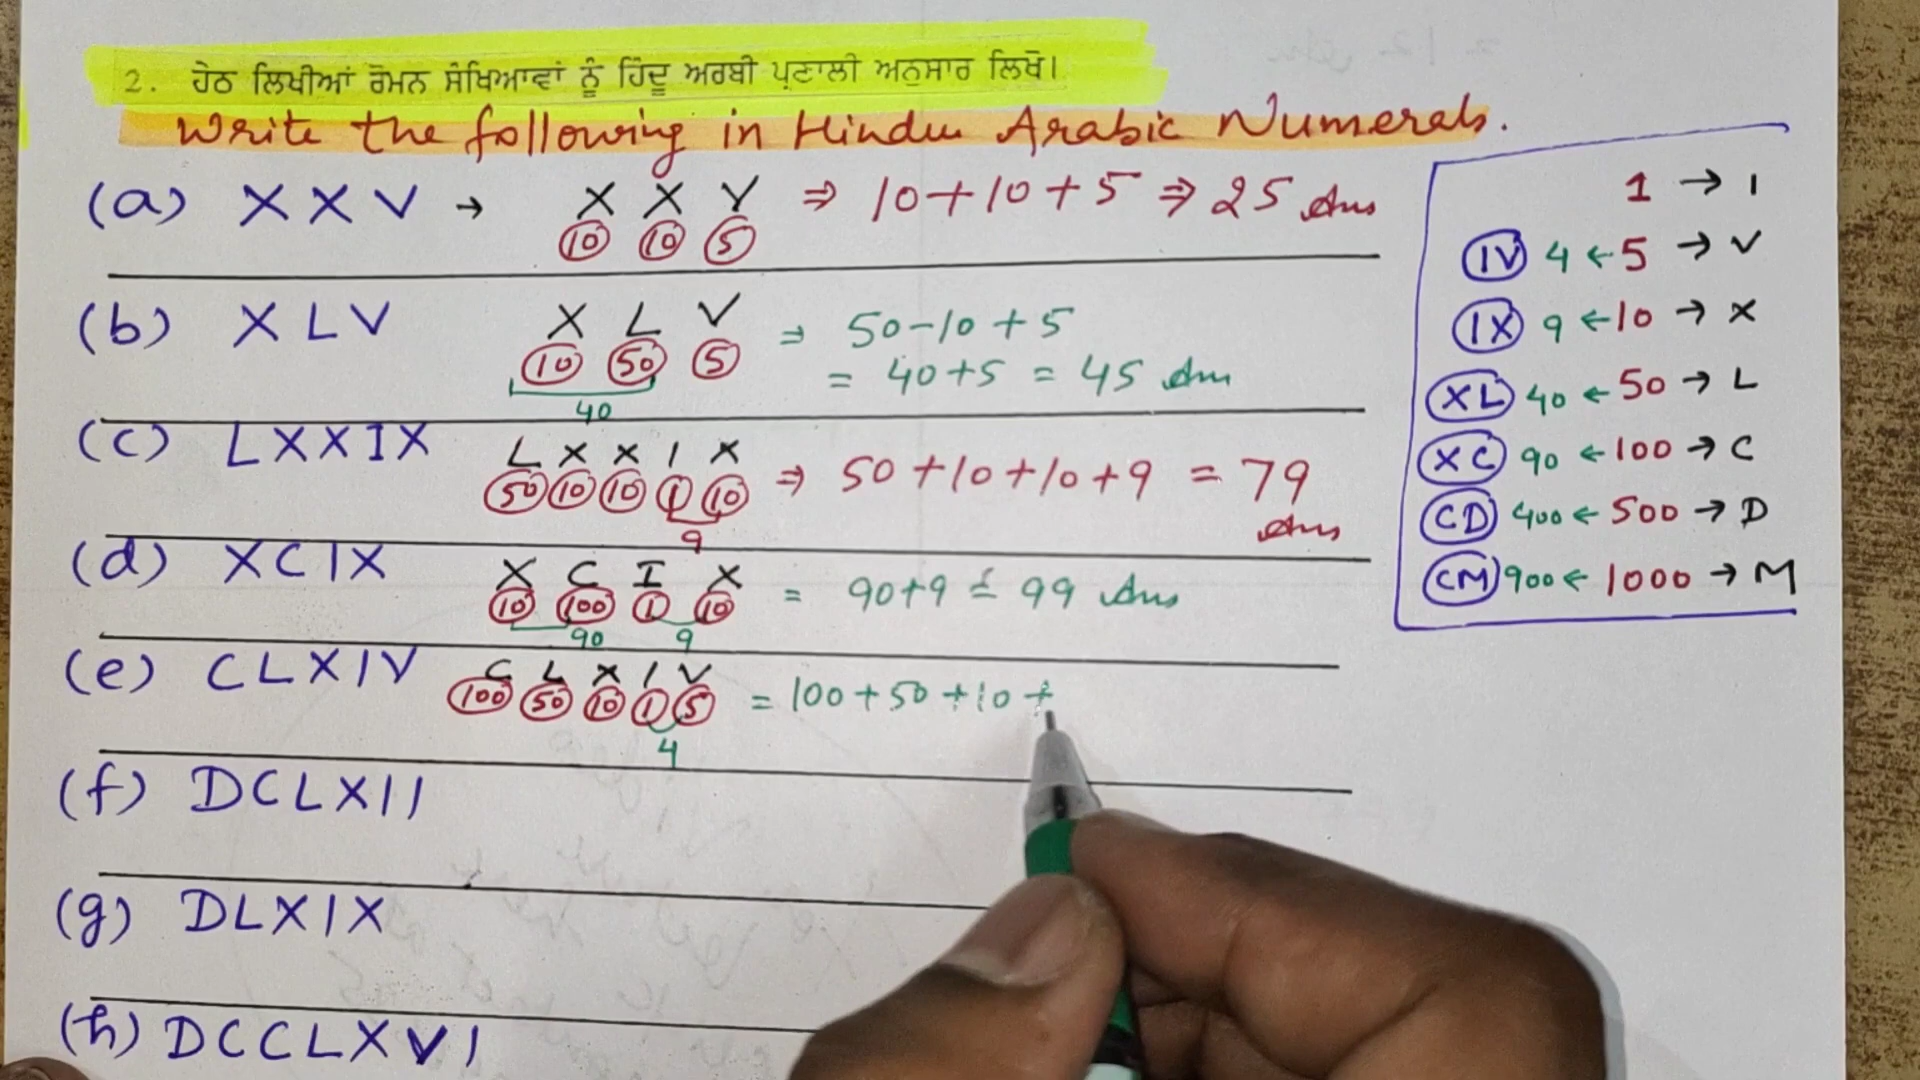 2. ਹੇਠ ਲਿਖੀਆਂ ਰੋਮਨ ਸੰਖਿਆਵਾਂ ਨੂੰ ਹਿੰਦੂ ਅਰਬੀ ਪ੍ਰਣਾਲੀ ਅਨੁਸਾਰ ਲਿਖੋ।
Write the following in Hindu Arabic Numerals.
(a) XXV → X X V ⇒ 10+10+5 ⇒ 25 Ans
10 10 5
(b) XLV X L V ⇒ 50-10+5
10 50 5 = 40+5 = 45 Ans
40
(c) LXXIX L X X I X ⇒ 50+10+10+9 = 79
50 10 10 1 10 Ans
9
(d) XCIX X C I X = 90+9 = 99 Ans
10 100 1 10
90 9
(e) CLXIV C L X I V = 100+50+10+
100 50 10 1 5
4
(f) DCLXII
(g) DLXIX
(h) DCCLXVI
1 → I
IV 4 ← 5 → V
IX 9 ← 10 → X
XL 40 ← 50 → L
XC 90 ← 100 → C
CD 400 ← 500 → D
CM 900 ← 1000 → M